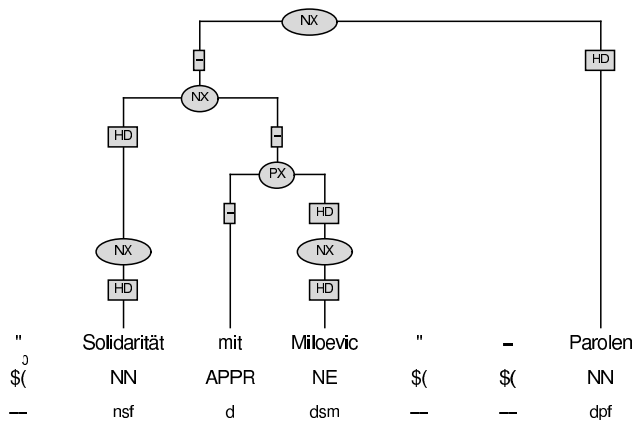 NX
- HD
NX
HD -
PX
- HD
NX NX
HD HD
" Solidarität mit Miloevic " – Parolen
0
$( NN APPR NE $( $( NN
–– nsf d dsm –– –– dpf